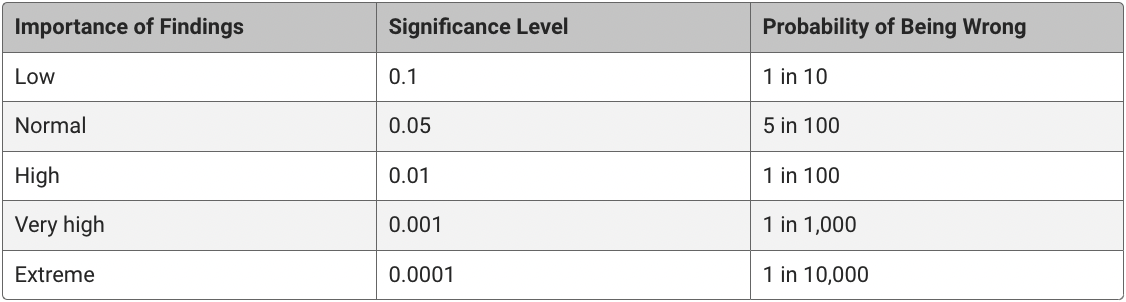 Importance of Findings Significance Level Probability of Being Wrong
Low 0.1 1 in 10
Normal 0.05 5 in 100
High 0.01 1 in 100
Very high 0.001 1 in 1,000
Extreme 0.0001 1 in 10,000